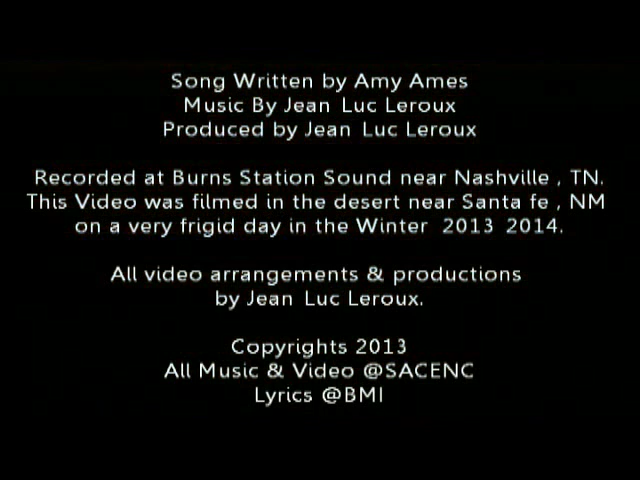 Song Written by Amy Ames
Music By Jean Luc Leroux
Produced by Jean Luc Leroux
Recorded at Burns Station Sound near Nashville , TN.
This Video was filmed in the desert near Santa fe , NM
on a very frigid day in the Winter 2013 2014.
All video arrangements & productions
by Jean Luc Leroux.
Copyrights 2013
All Music & Video @SACENC
Lyrics @BMI